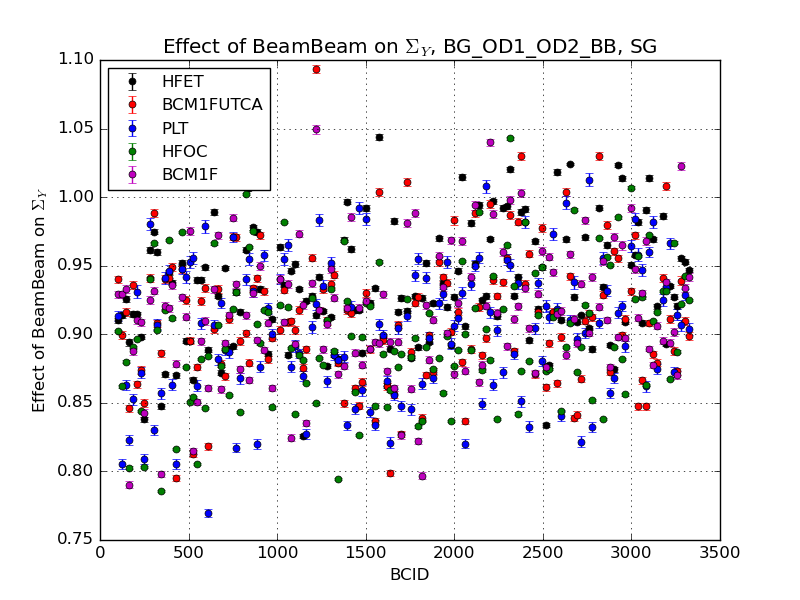 Effect of BeamBeam on Σ_Y, BG_OD1_OD2_BB, SG
1.10
HFET
BCM1FUTCA
PLT
HFOC
BCM1F
1.05
1.00
0.95
0.90
0.85
0.80
0.75
Effect of BeamBeam on Σ_Y
0 500 1000 1500 2000 2500 3000 3500
BCID